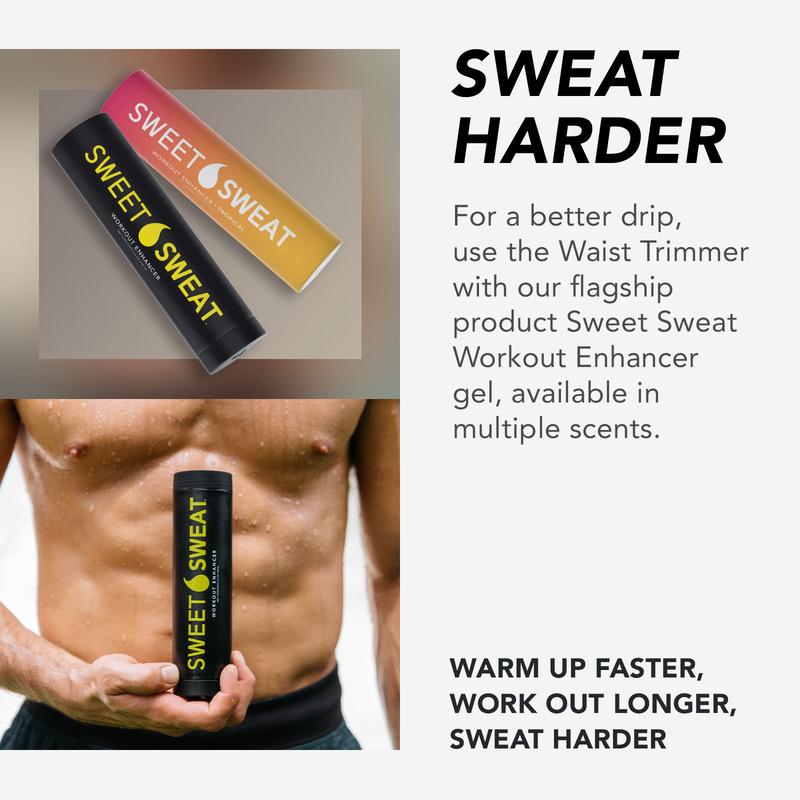 SWEAT
HARDER
For a better drip,
use the Waist Trimmer
with our flagship
product Sweet Sweat
Workout Enhancer
gel, available in
multiple scents.
WARM UP FASTER,
WORK OUT LONGER,
SWEAT HARDER
SWEET SWEAT
WORKOUT ENHANCER | TROPICAL
SWEET SWEAT
WORKOUT ENHANCER
SWEET SWEAT
WORKOUT ENHANCER